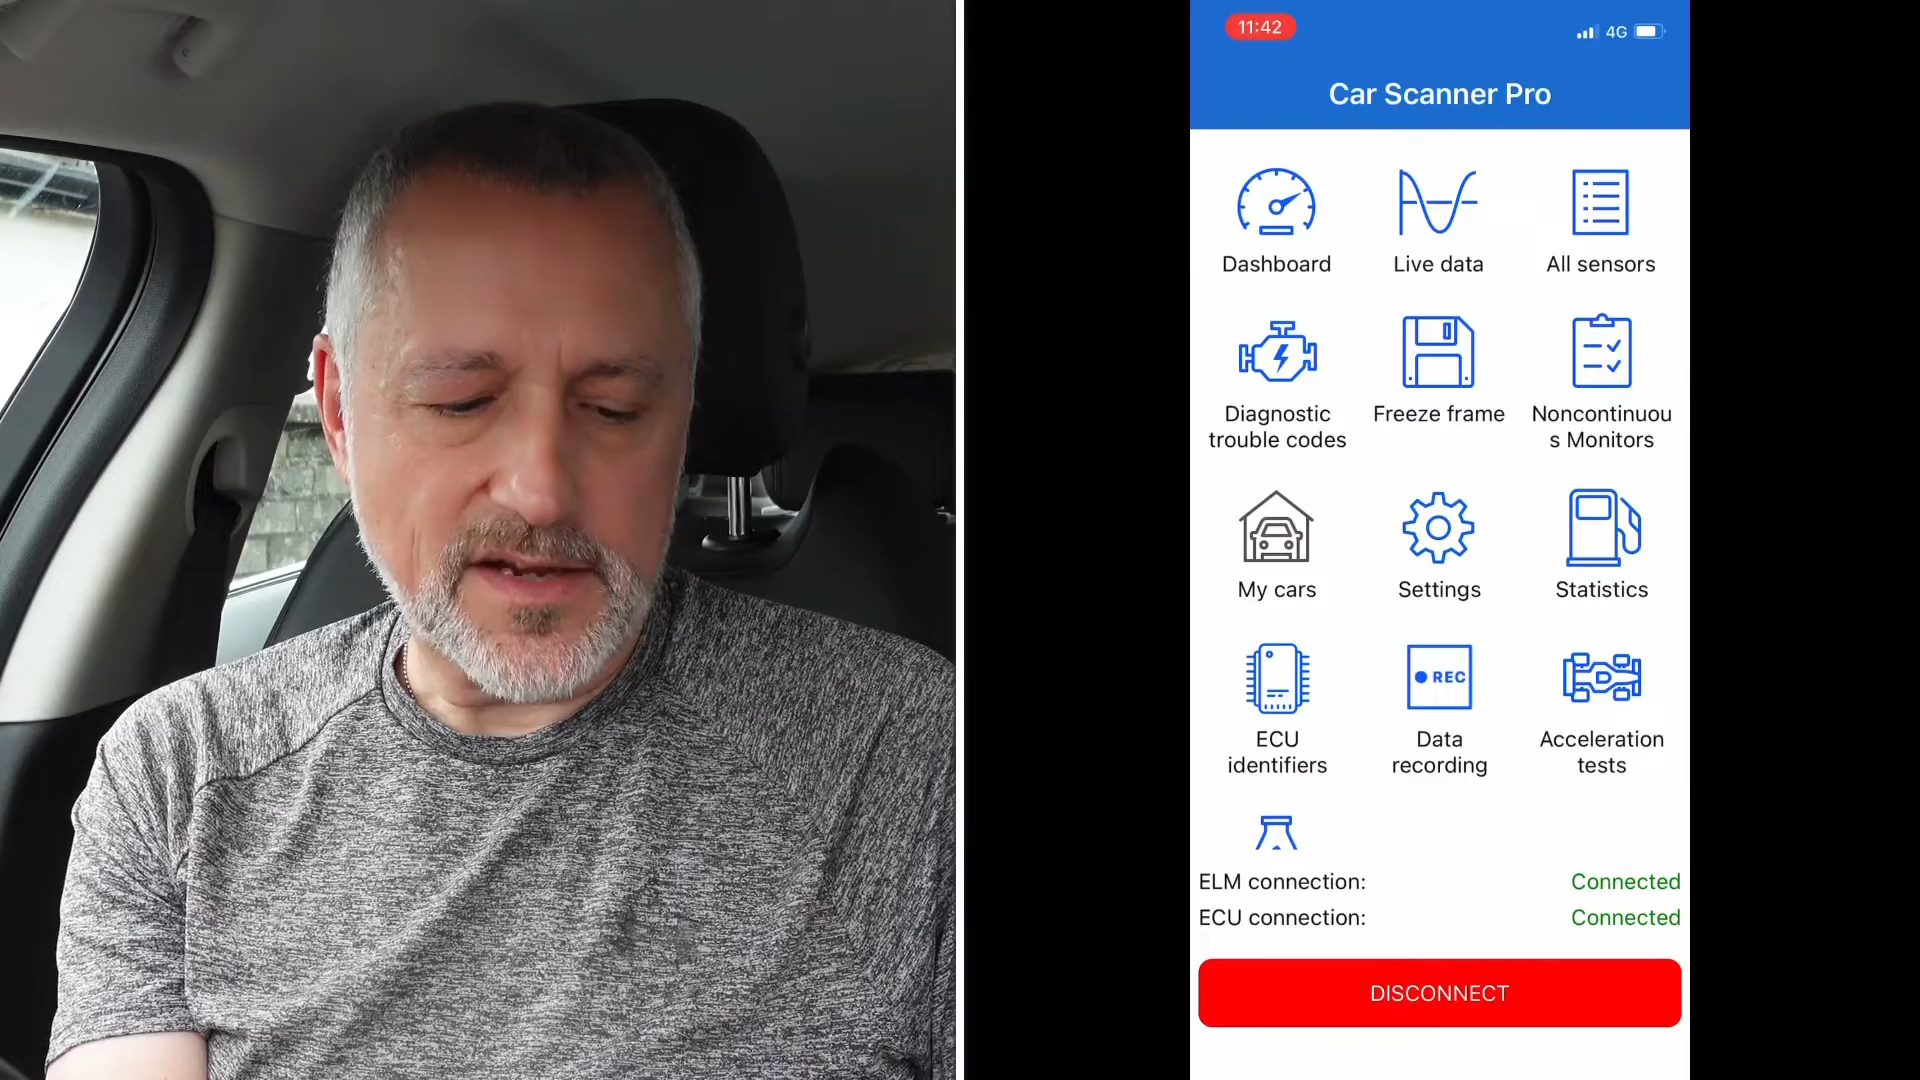 11:42
4G
Car Scanner Pro
Dashboard
Live data
All sensors
Diagnostic
trouble codes
Freeze frame
Noncontinuou
s Monitors
My cars
Settings
Statistics
ECU
identifiers
REC
Data
recording
D
Acceleration
tests
ELM connection:
Connected
ECU connection:
Connected
DISCONNECT